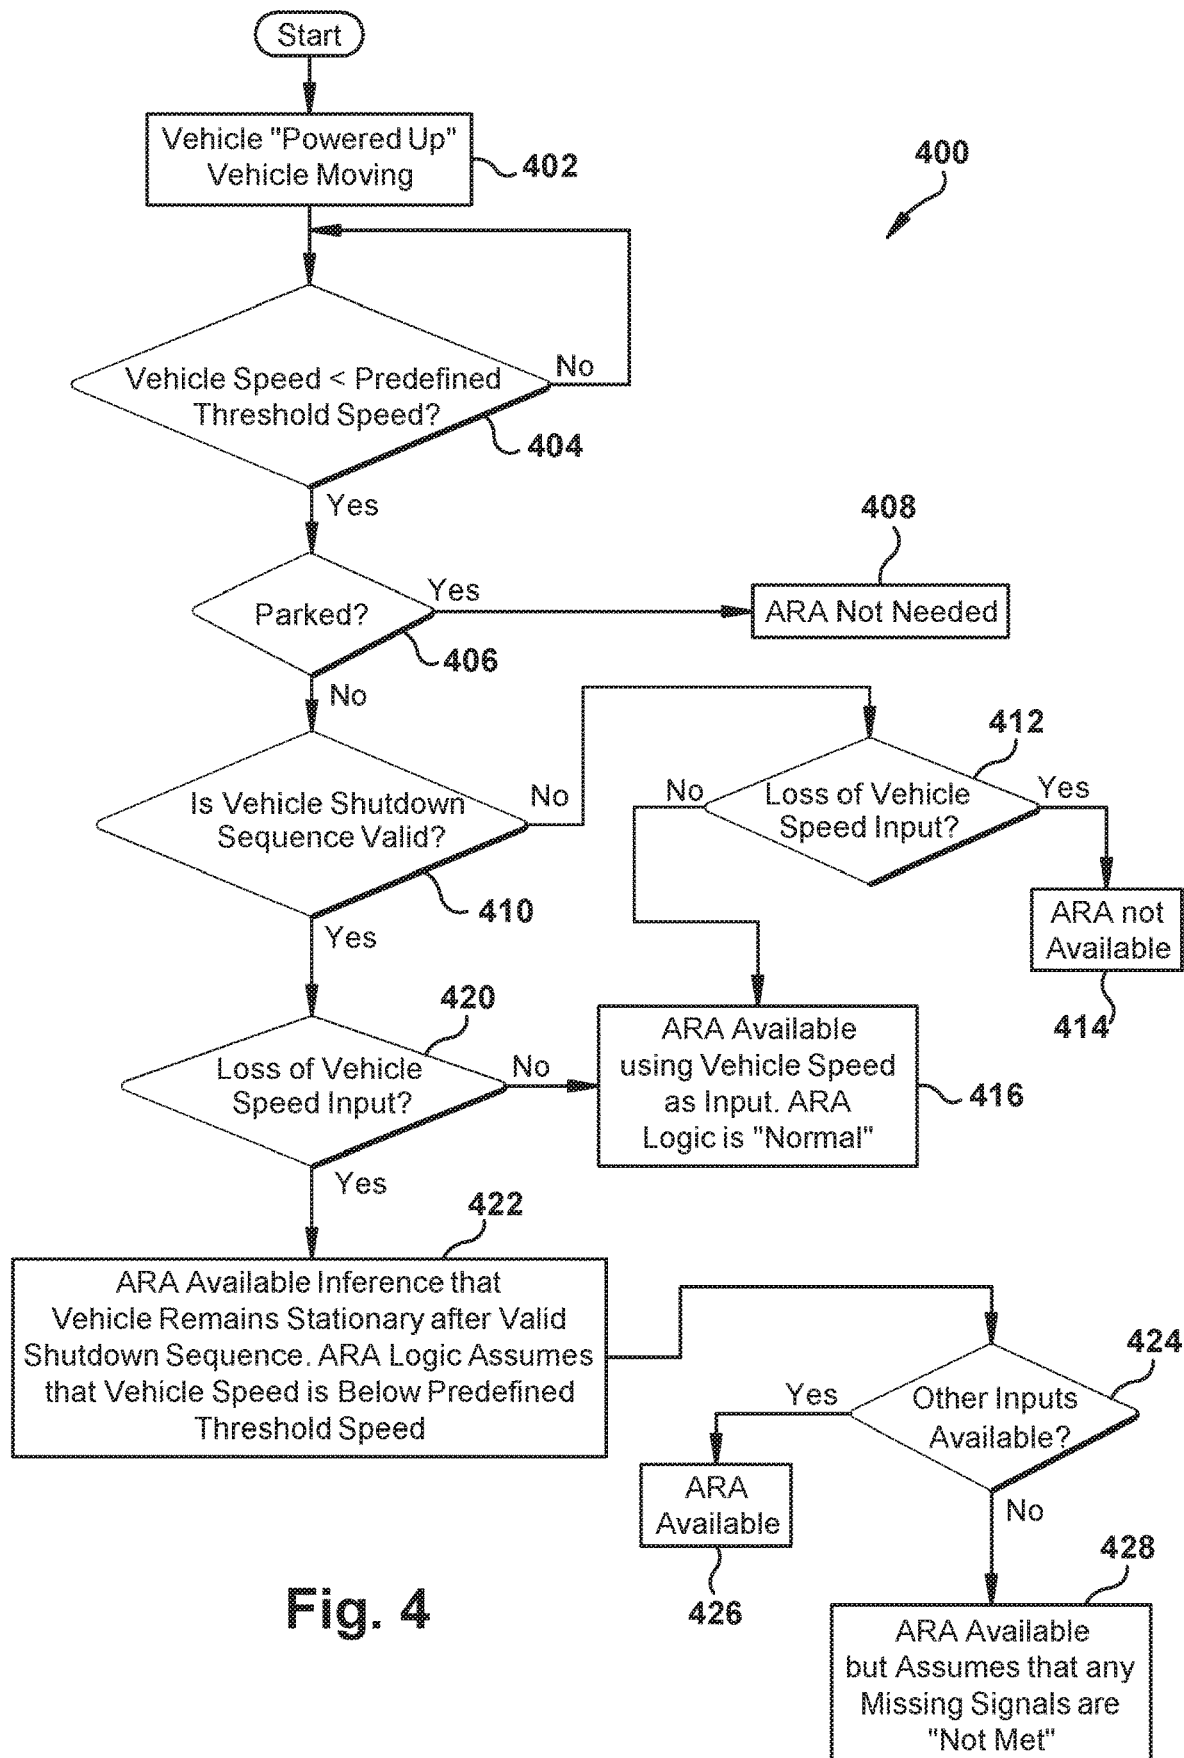 Start
Vehicle "Powered Up"
Vehicle Moving
402
400
No
Vehicle Speed < Predefined
Threshold Speed?
404
Yes
408
Yes
Parked?
ARA Not Needed
406
No
412
No
No
Yes
Is Vehicle Shutdown
Sequence Valid?
Loss of Vehicle
Speed Input?
410
Yes
ARA not
Available
414
420
ARA Available
using Vehicle Speed
as Input. ARA
Logic is "Normal"
416
Loss of Vehicle
Speed Input?
No
Yes
422
ARA Available Inference that
Vehicle Remains Stationary after Valid
Shutdown Sequence. ARA Logic Assumes
that Vehicle Speed is Below Predefined
Threshold Speed
424
Yes
Other Inputs
Available?
ARA
Available
No
426
428
ARA Available
but Assumes that any
Missing Signals are
"Not Met"
Fig. 4